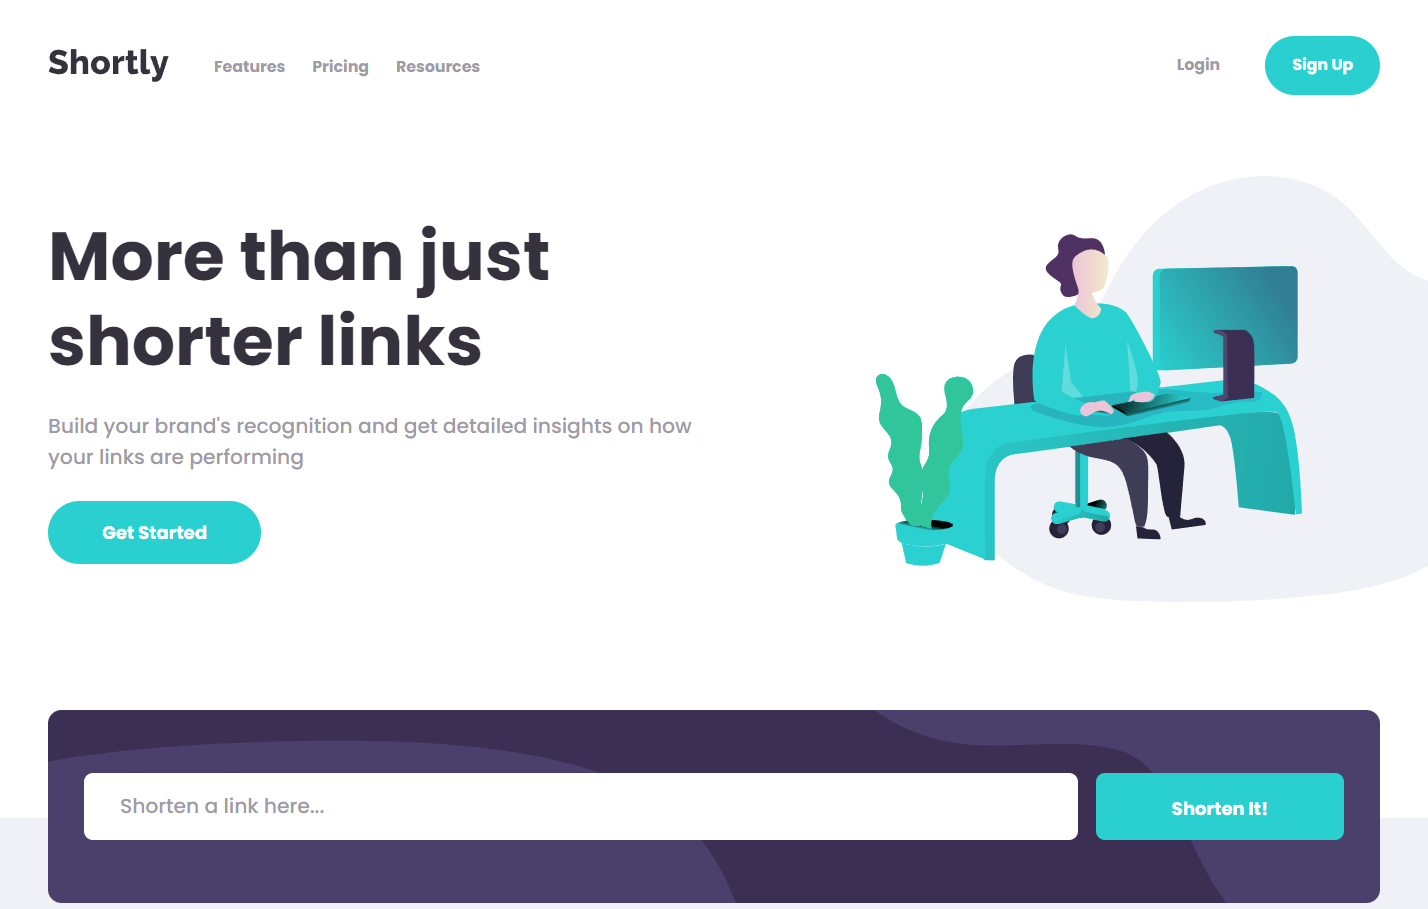 Shortly Features Pricing Resources Login Sign Up
More than just
shorter links
Build your brand's recognition and get detailed insights on how
your links are performing
Get Started
Shorten a link here... Shorten It!